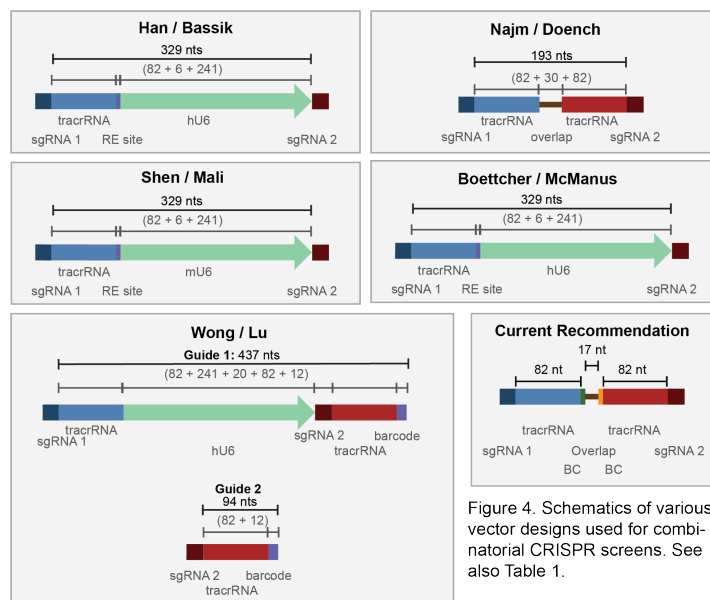 Han / Bassik
329 nts
(82 + 6 + 241)
tracrRNA
hU6
sgRNA 1
RE site
sgRNA 2
Najm / Doench
193 nts
(82 + 30 + 82)
tracrRNA
tracrRNA
sgRNA 1
overlap
sgRNA 2
Shen / Mali
329 nts
(82 + 6 + 241)
tracrRNA
mU6
sgRNA 1
RE site
sgRNA 2
Boettcher / McManus
329 nts
(82 + 6 + 241)
tracrRNA
hU6
sgRNA 1
RE site
sgRNA 2
Wong / Lu
Guide 1: 437 nts
(82 + 241 + 20 + 82 + 12)
tracrRNA
sgRNA 1
hU6
sgRNA 2
barcode
tracrRNA
Guide 2
94 nts
(82 + 12)
sgRNA 2
barcode
tracrRNA
Current Recommendation
17 nt
82 nt
82 nt
tracrRNA
tracrRNA
sgRNA 1
Overlap
sgRNA 2
BC
BC
Figure 4. Schematics of various
vector designs used for combi-
natorial CRISPR screens. See
also Table 1.